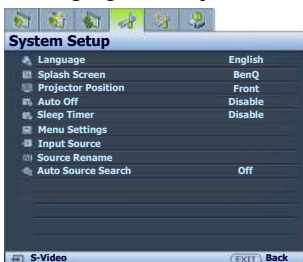 System Setup
Language English
Splash Screen BenQ
Projector Position Front
Auto Off Disable
Sleep Timer Disable
Menu Settings
Input Source
Source Rename
Auto Source Search Off
S-Video EXIT Back